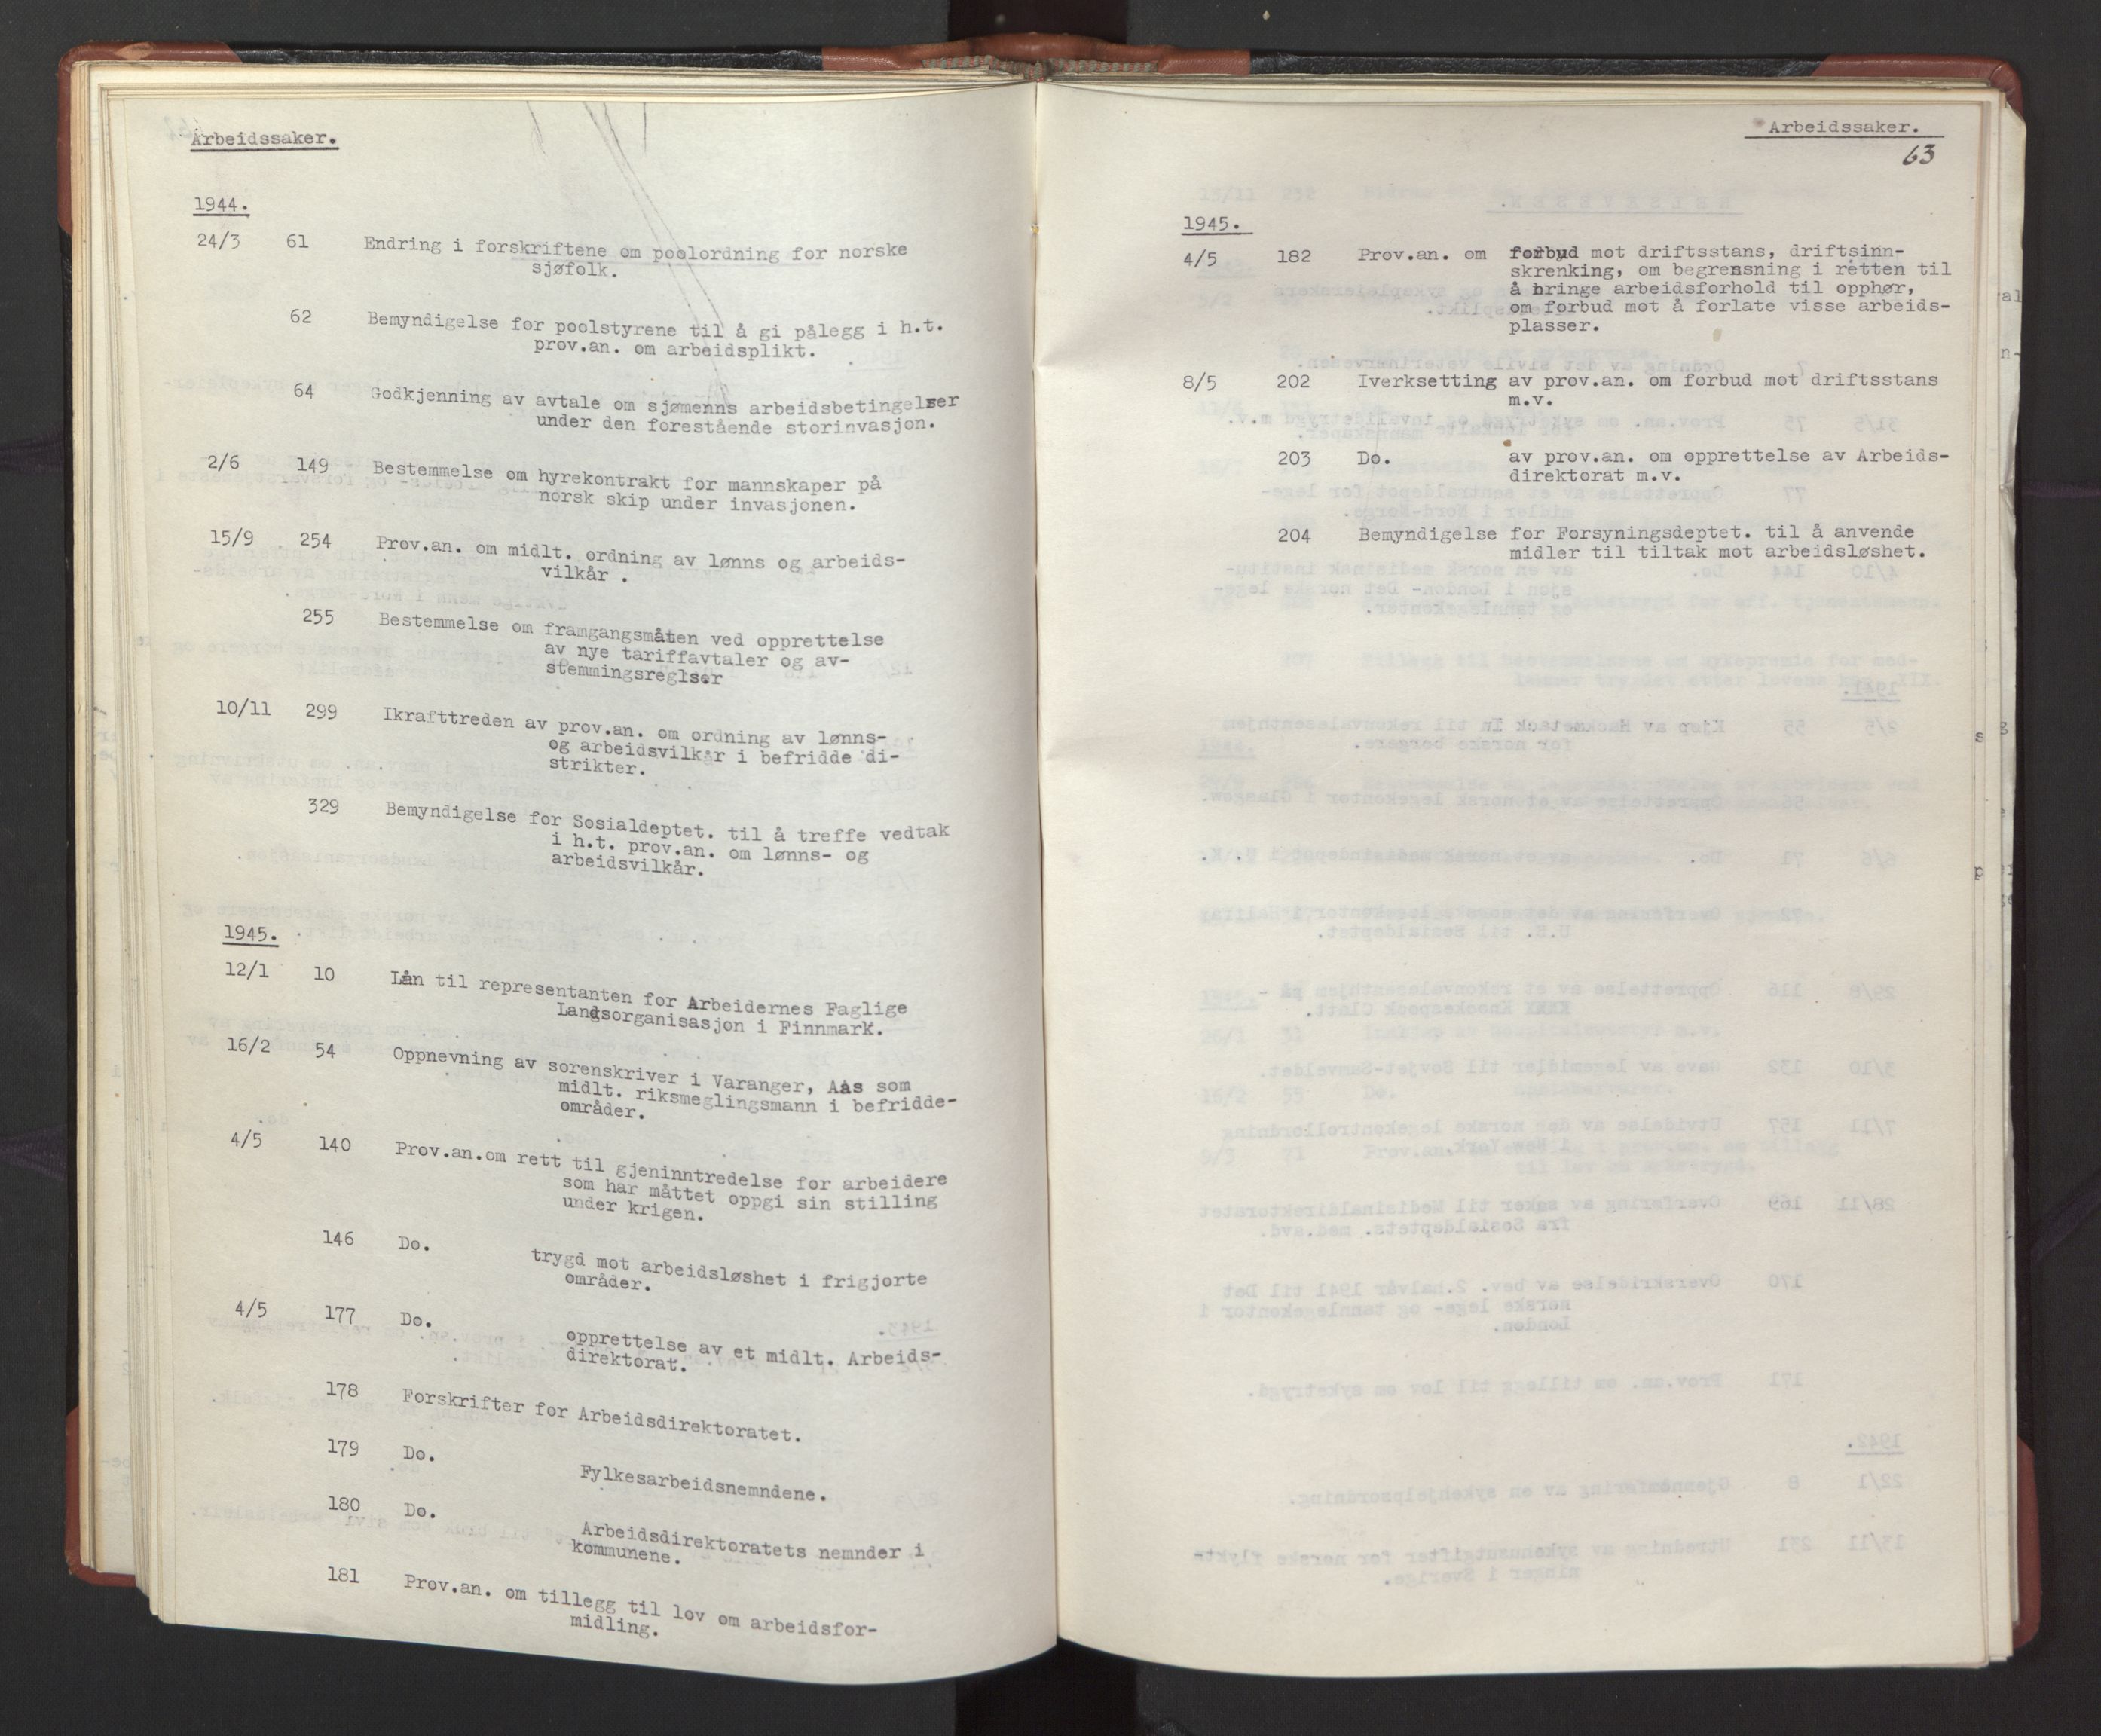 Arbeidssaker.
1944.
24/3 61 Endring i forskriftene om poolordning for norske
sjøfolk.
62 Bemyndigelse for poolstyrene til å gi pålegg i h.t.
prov.an. om arbeidsplikt.
64 Godkjenning av avtale om sjømenns arbeidsbetingelser
under den forestående storinvasjon.
2/6 149 Bestemmelse om hyrekontrakt for mannskaper på
norsk skip under invasjonen.
15/9 254 Prov.an. om midlt. ordning av lønns og arbeids-
vilkår .
255 Bestemmelse om framgangsmåten ved opprettelse
av nye tariffavtaler og av-
stemmingsreglser
10/11 299 Ikrafttreden av prov.an. om ordning av lønns-
og arbeidsvilkår i befridde di-
strikter.
329 Bemyndigelse for Sosialdeptet. til å treffe vedtak
i h.t. prov.an. om lønns- og
arbeidsvilkår.
1945.
12/1 10 Lån til representanten for Arbeidernes Faglige
Landsorganisasjon i Finnmark.
16/2 54 Oppnevning av sorenskriver i Varanger, Aas som
midlt. riksmeglingsmann i befridde-
områder.
4/5 140 Prov.an.om rett til gjeninntredelse for arbeidere
som har måttet oppgi sin stilling
under krigen.
146 Do. trygd mot arbeidsløshet i frigjorte
områder.
4/5 177 Do. opprettelse av et midlt. Arbeids-
direktorat.
178 Forskrifter for Arbeidsdirektoratet.
179 Do. Fylkesarbeidsnemndene.
180 Do. Arbeidsdirektoratets nemnder i
kommunene.
181 Prov.an. om tillegg til lov om arbeidsfor-
midling.
Arbeidssaker.
63
1945.
4/5 182 Prov.an. om forbud mot driftsstans, driftsinn-
skrenking, om begrensning i retten til
å bringe arbeidsforhold til opphør,
om forbud mot å forlate visse arbeids-
plasser.
8/5 202 Iverksetting av prov.an. om forbud mot driftsstans
m.v.
203 Do. av prov.an. om opprettelse av Arbeids-
direktorat m.v.
204 Bemyndigelse for Forsyningsdeptet. til å anvende
midler til tiltak mot arbeidsløshet.